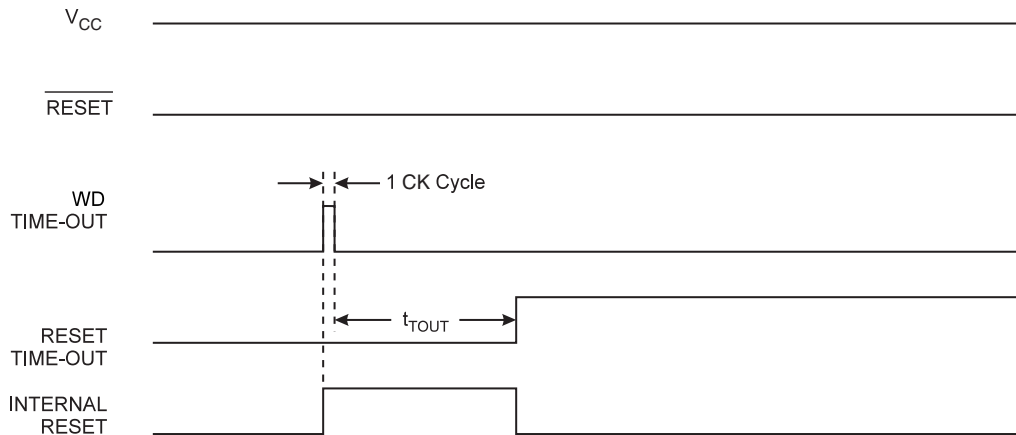 VCC
RESET
1 CK Cycle
WD
TIME-OUT
tTOUT
RESET
TIME-OUT
INTERNAL
RESET